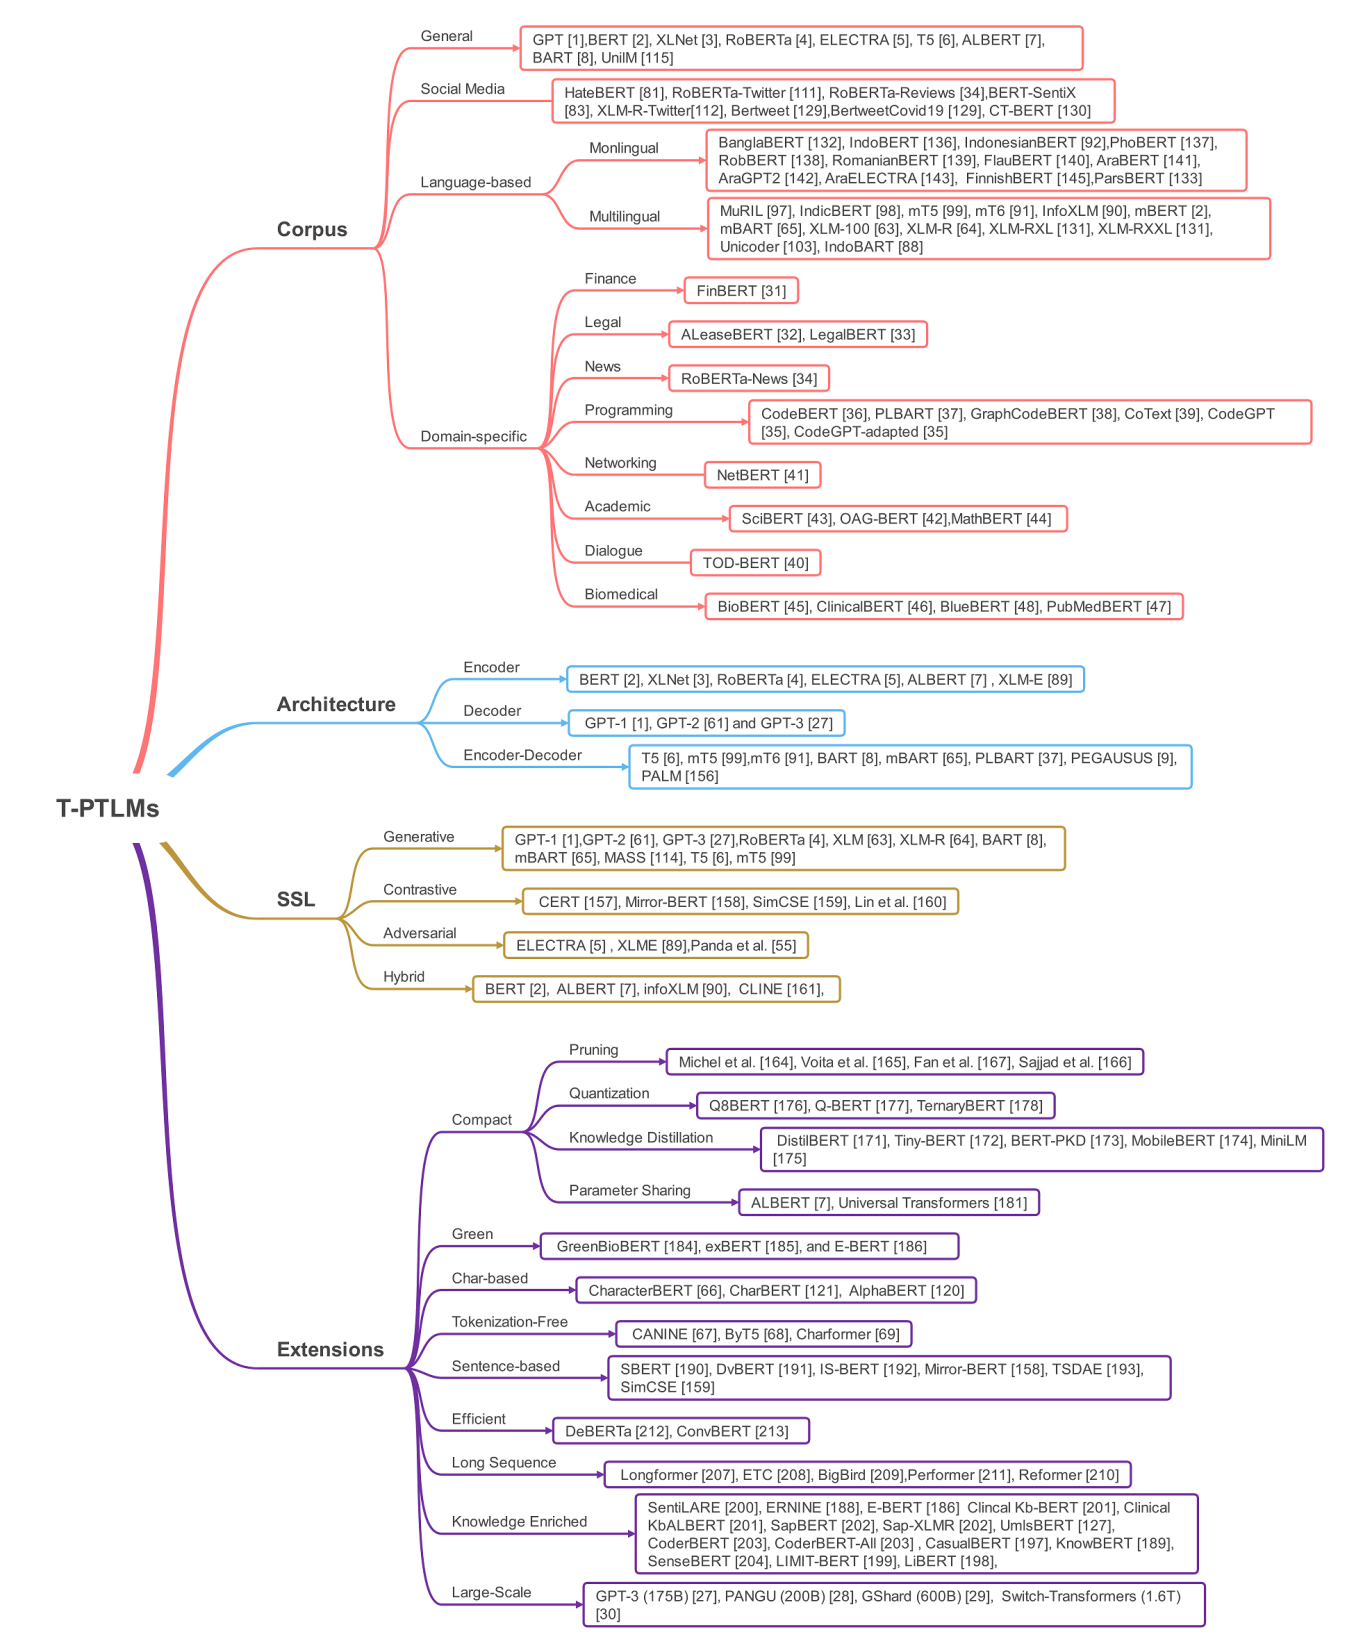 General
GPT [1],BERT [2], XLNet [3], RoBERTa [4], ELECTRA [5], T5 [6], ALBERT [7],
BART [8], UnilM [115]
Social Media
HateBERT [81], RoBERTa-Twitter [111], RoBERTa-Reviews [34],BERT-SentiX
[83], XLM-R-Twitter[112], Bertweet [129],BertweetCovid19 [129], CT-BERT [130]
Monlingual
BanglaBERT [132], IndoBERT [136], IndonesianBERT [92],PhoBERT [137],
RobBERT [138], RomanianBERT [139], FlauBERT [140], AraBERT [141],
AraGPT2 [142], AraELECTRA [143],  FinnishBERT [145],ParsBERT [133]
Language-based
Multilingual
MuRIL [97], IndicBERT [98], mT5 [99], mT6 [91], InfoXLM [90], mBERT [2],
mBART [65], XLM-100 [63], XLM-R [64], XLM-RXL [131], XLM-RXXL [131],
Unicoder [103], IndoBART [88]
Corpus
Finance
FinBERT [31]
Legal
ALeaseBERT [32], LegalBERT [33]
News
RoBERTa-News [34]
Programming
CodeBERT [36], PLBART [37], GraphCodeBERT [38], CoText [39], CodeGPT
[35], CodeGPT-adapted [35]
Domain-specific
Networking
NetBERT [41]
Academic
SciBERT [43], OAG-BERT [42],MathBERT [44]
Dialogue
TOD-BERT [40]
Biomedical
BioBERT [45], ClinicalBERT [46], BlueBERT [48], PubMedBERT [47]
Encoder
BERT [2], XLNet [3], RoBERTa [4], ELECTRA [5], ALBERT [7] , XLM-E [89]
Architecture
Decoder
GPT-1 [1], GPT-2 [61] and GPT-3 [27]
Encoder-Decoder
T5 [6], mT5 [99],mT6 [91], BART [8], mBART [65], PLBART [37], PEGAUSUS [9],
PALM [156]
T-PTLMs
Generative
GPT-1 [1],GPT-2 [61], GPT-3 [27],RoBERTa [4], XLM [63], XLM-R [64], BART [8],
mBART [65], MASS [114], T5 [6], mT5 [99]
SSL
Contrastive
CERT [157], Mirror-BERT [158], SimCSE [159], Lin et al. [160]
Adversarial
ELECTRA [5] , XLME [89],Panda et al. [55]
Hybrid
BERT [2],  ALBERT [7], infoXLM [90],  CLINE [161],
Pruning
Michel et al. [164], Voita et al. [165], Fan et al. [167], Sajjad et al. [166]
Quantization
Q8BERT [176], Q-BERT [177], TernaryBERT [178]
Compact
Knowledge Distillation
DistilBERT [171], Tiny-BERT [172], BERT-PKD [173], MobileBERT [174], MiniLM
[175]
Parameter Sharing
ALBERT [7], Universal Transformers [181]
Green
GreenBioBERT [184], exBERT [185], and E-BERT [186]
Char-based
CharacterBERT [66], CharBERT [121],  AlphaBERT [120]
Tokenization-Free
CANINE [67], ByT5 [68], Charformer [69]
Extensions
Sentence-based
SBERT [190], DvBERT [191], IS-BERT [192], Mirror-BERT [158], TSDAE [193],
SimCSE [159]
Efficient
DeBERTa [212], ConvBERT [213]
Long Sequence
Longformer [207], ETC [208], BigBird [209],Performer [211], Reformer [210]
Knowledge Enriched
SentiLARE [200], ERNINE [188], E-BERT [186]  Clincal Kb-BERT [201], Clinical
KbALBERT [201], SapBERT [202], Sap-XLMR [202], UmlsBERT [127],
CoderBERT [203], CoderBERT-All [203] , CasualBERT [197], KnowBERT [189],
SenseBERT [204], LIMIT-BERT [199], LiBERT [198],
Large-Scale
GPT-3 (175B) [27], PANGU (200B) [28], GShard (600B) [29],  Switch-Transformers (1.6T)
[30]